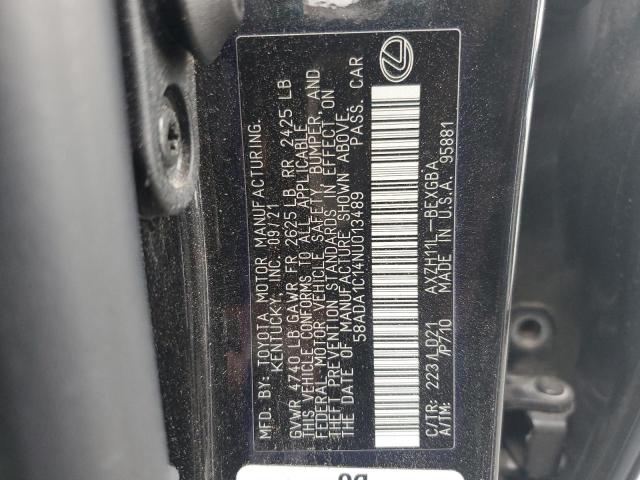 MFD. BY: TOYOTA MOTOR MANUFACTURING.
KENTUCKY, INC. 09/21
GVWR 4740 LB GAWR FR 2625 LB RR 2425 LB
THIS VEHICLE CONFORMS TO ALL APPLICABLE
FEDERAL MOTOR VEHICLE SAFETY, BUMPER, AND
THEFT PREVENTION STANDARDS IN EFFECT ON
THE DATE OF MANUFACTURE SHOWN ABOVE.
58ADA1C14NU013489 PASS. CAR
C/TR: 223/LD21 AXZH11L-BEXGBA
A/TM: /P710 MADE IN U.S.A. 95881